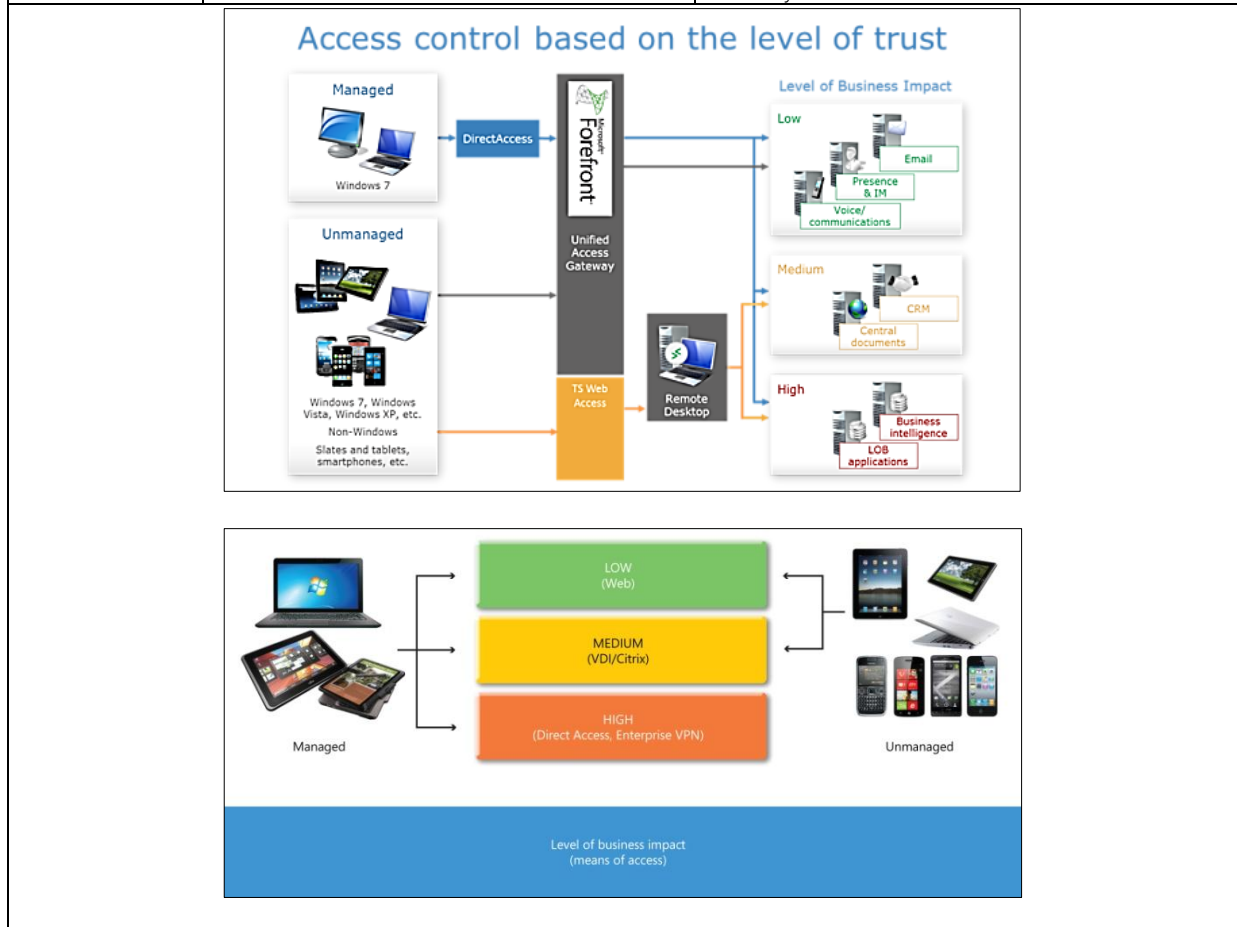 Access control based on the level of trust
Managed
Windows 7
DirectAccess
Microsoft®
Forefront™
Unified
Access
Gateway
Level of Business Impact
Low
Email
Presence
& IM
Voice/
communications
Unmanaged
Windows 7, Windows
Vista, Windows XP, etc.
Non-Windows
Slates and tablets,
smartphones, etc.
TS Web
Access
Remote
Desktop
Medium
CRM
Central
documents
High
Business
intelligence
LOB
applications
LOW
(Web)
MEDIUM
(VDI/Citrix)
HIGH
(Direct Access, Enterprise VPN)
Managed
Unmanaged
Level of business impact
(means of access)